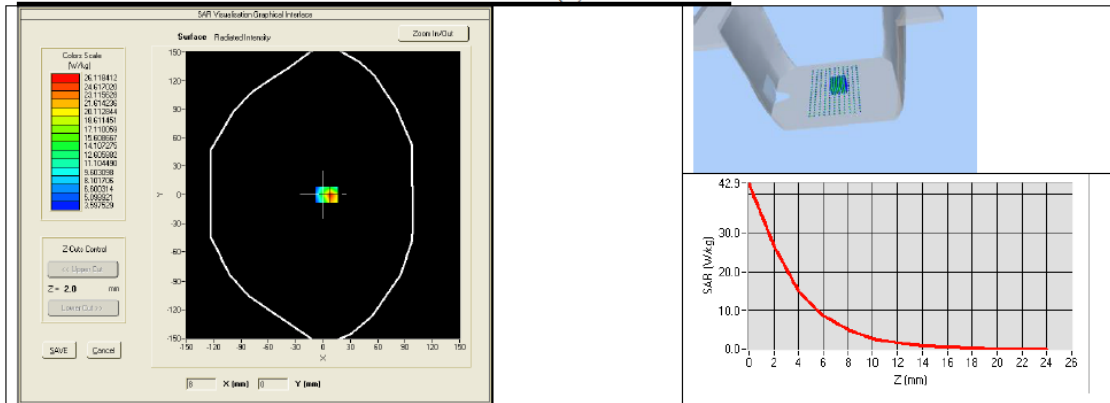 SAR Visualisation Graphical Interface
Surface Radiated Intensity
Zoom In/Out
Colors Scale
(W/kg)
26.118412
24.617020
23.115628
21.614236
20.112844
18.611451
17.110059
15.608667
14.107275
12.605882
11.104490
9.603098
8.101706
6.600314
5.098921
3.597529
150
120
90
60
30
Y 0
-30
-60
-90
-120
-150
-150 -120 -90 -60 -30 0 30 60 90 120 150
X
Z-Cuts Control
<< Upper Cut
Z = 2.0 mm
Lower Cut >>
SAVE Cancel
8 X (mm) 0 Y (mm)
42.9
30.0
20.0
10.0
0.0
SAR (W/kg)
0 2 4 6 8 10 12 14 16 18 20 22 24 26
Z (mm)